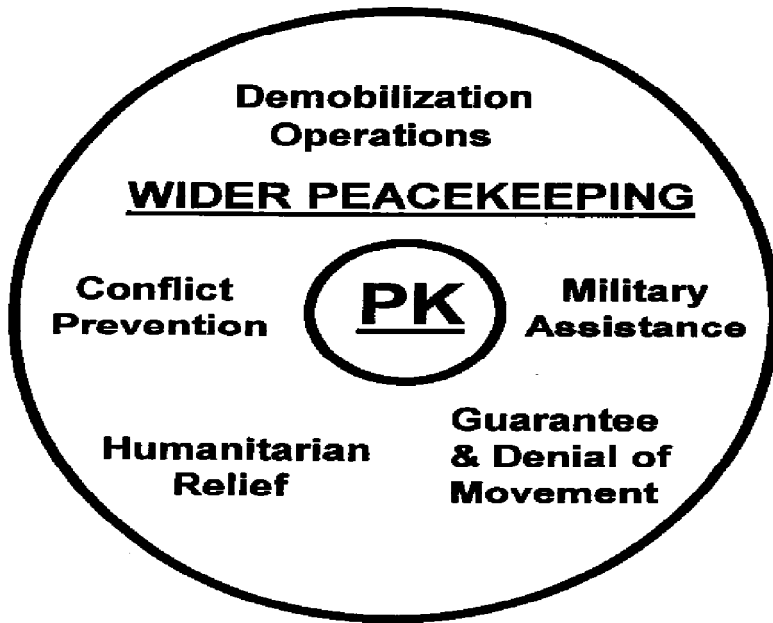 Demobilization
Operations
WIDER PEACEKEEPING
Conflict
Prevention
PK
Military
Assistance
Humanitarian
Relief
Guarantee
& Denial of
Movement